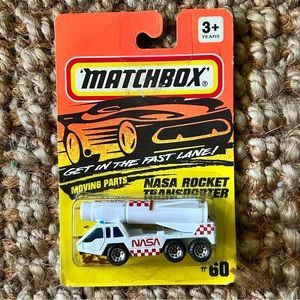 3+
YEARS
MATCHBOX
GET IN THE FAST LANE!
MOVING PARTS
NASA ROCKET
TRANSPORTER
NASA
#60